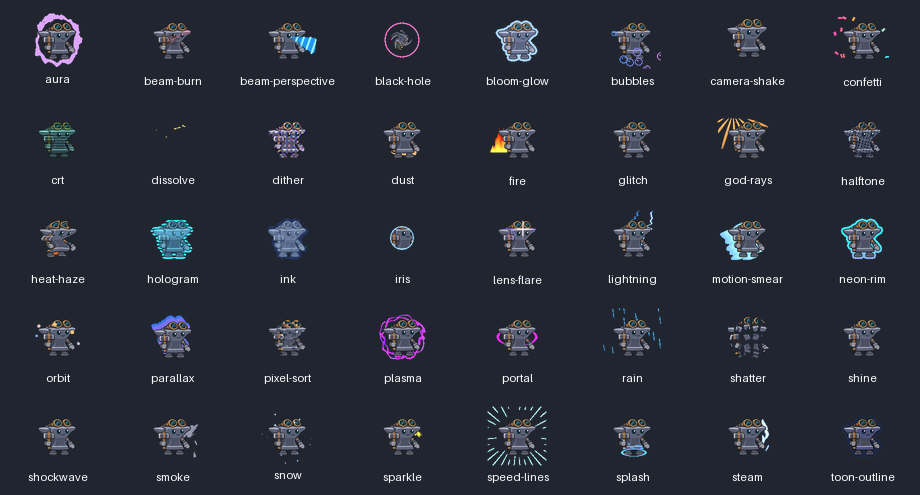 aura beam-burn beam-perspective black-hole bloom-glow bubbles camera-shake confetti
crt dissolve dither dust fire glitch god-rays halftone
heat-haze hologram ink iris lens-flare lightning motion-smear neon-rim
orbit parallax pixel-sort plasma portal rain shatter shine
shockwave smoke snow sparkle speed-lines splash steam toon-outline